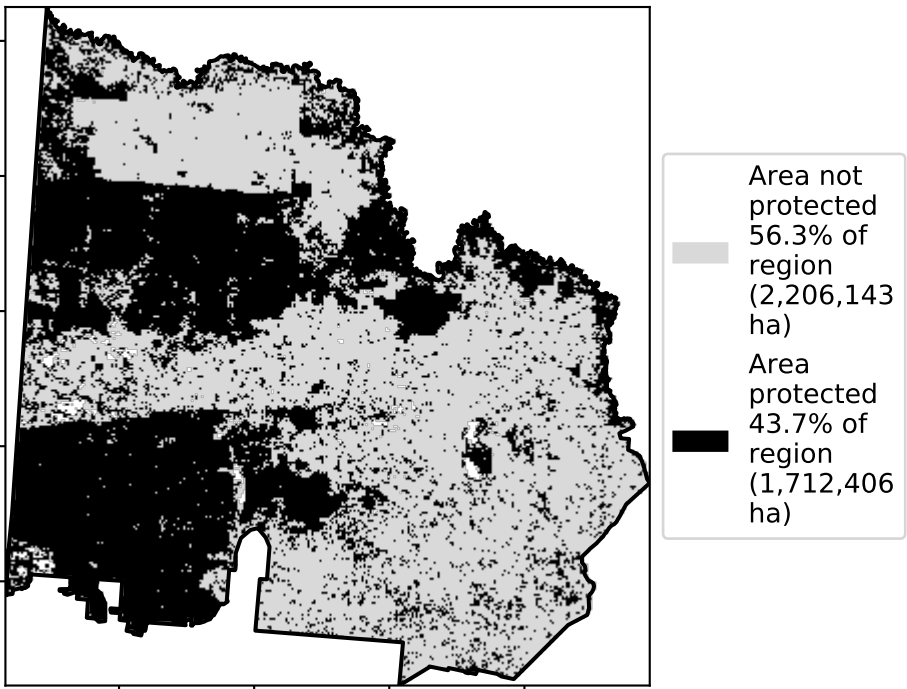 Area not
protected
56.3% of
region
(2,206,143
ha)
Area
protected
43.7% of
region
(1,712,406
ha)